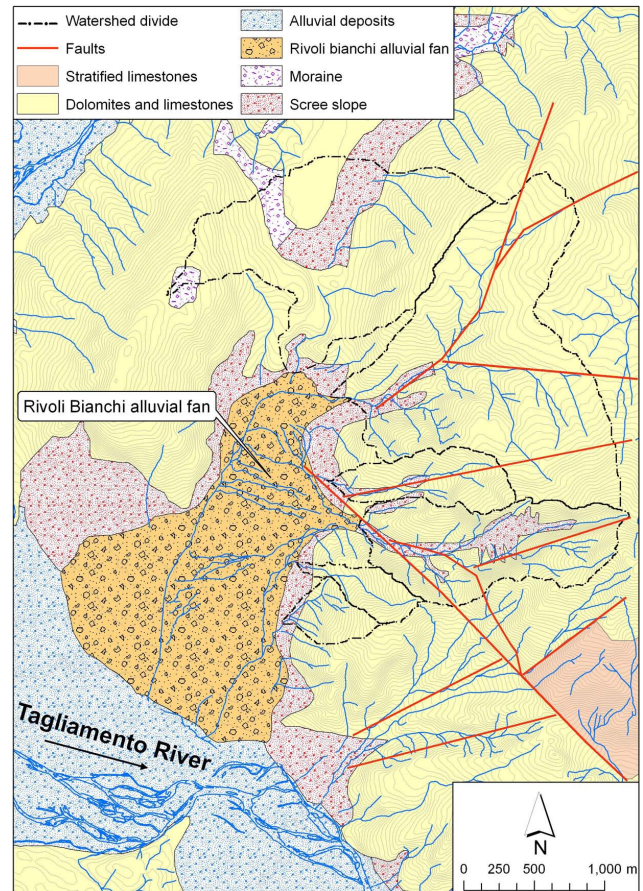 Watershed divide
Faults
Stratified limestones
Dolomites and limestones
Alluvial deposits
Rivoli bianchi alluvial fan
Moraine
Scree slope
Rivoli Bianchi alluvial fan
Tagliamento River
N
0 250 500 1,000 m